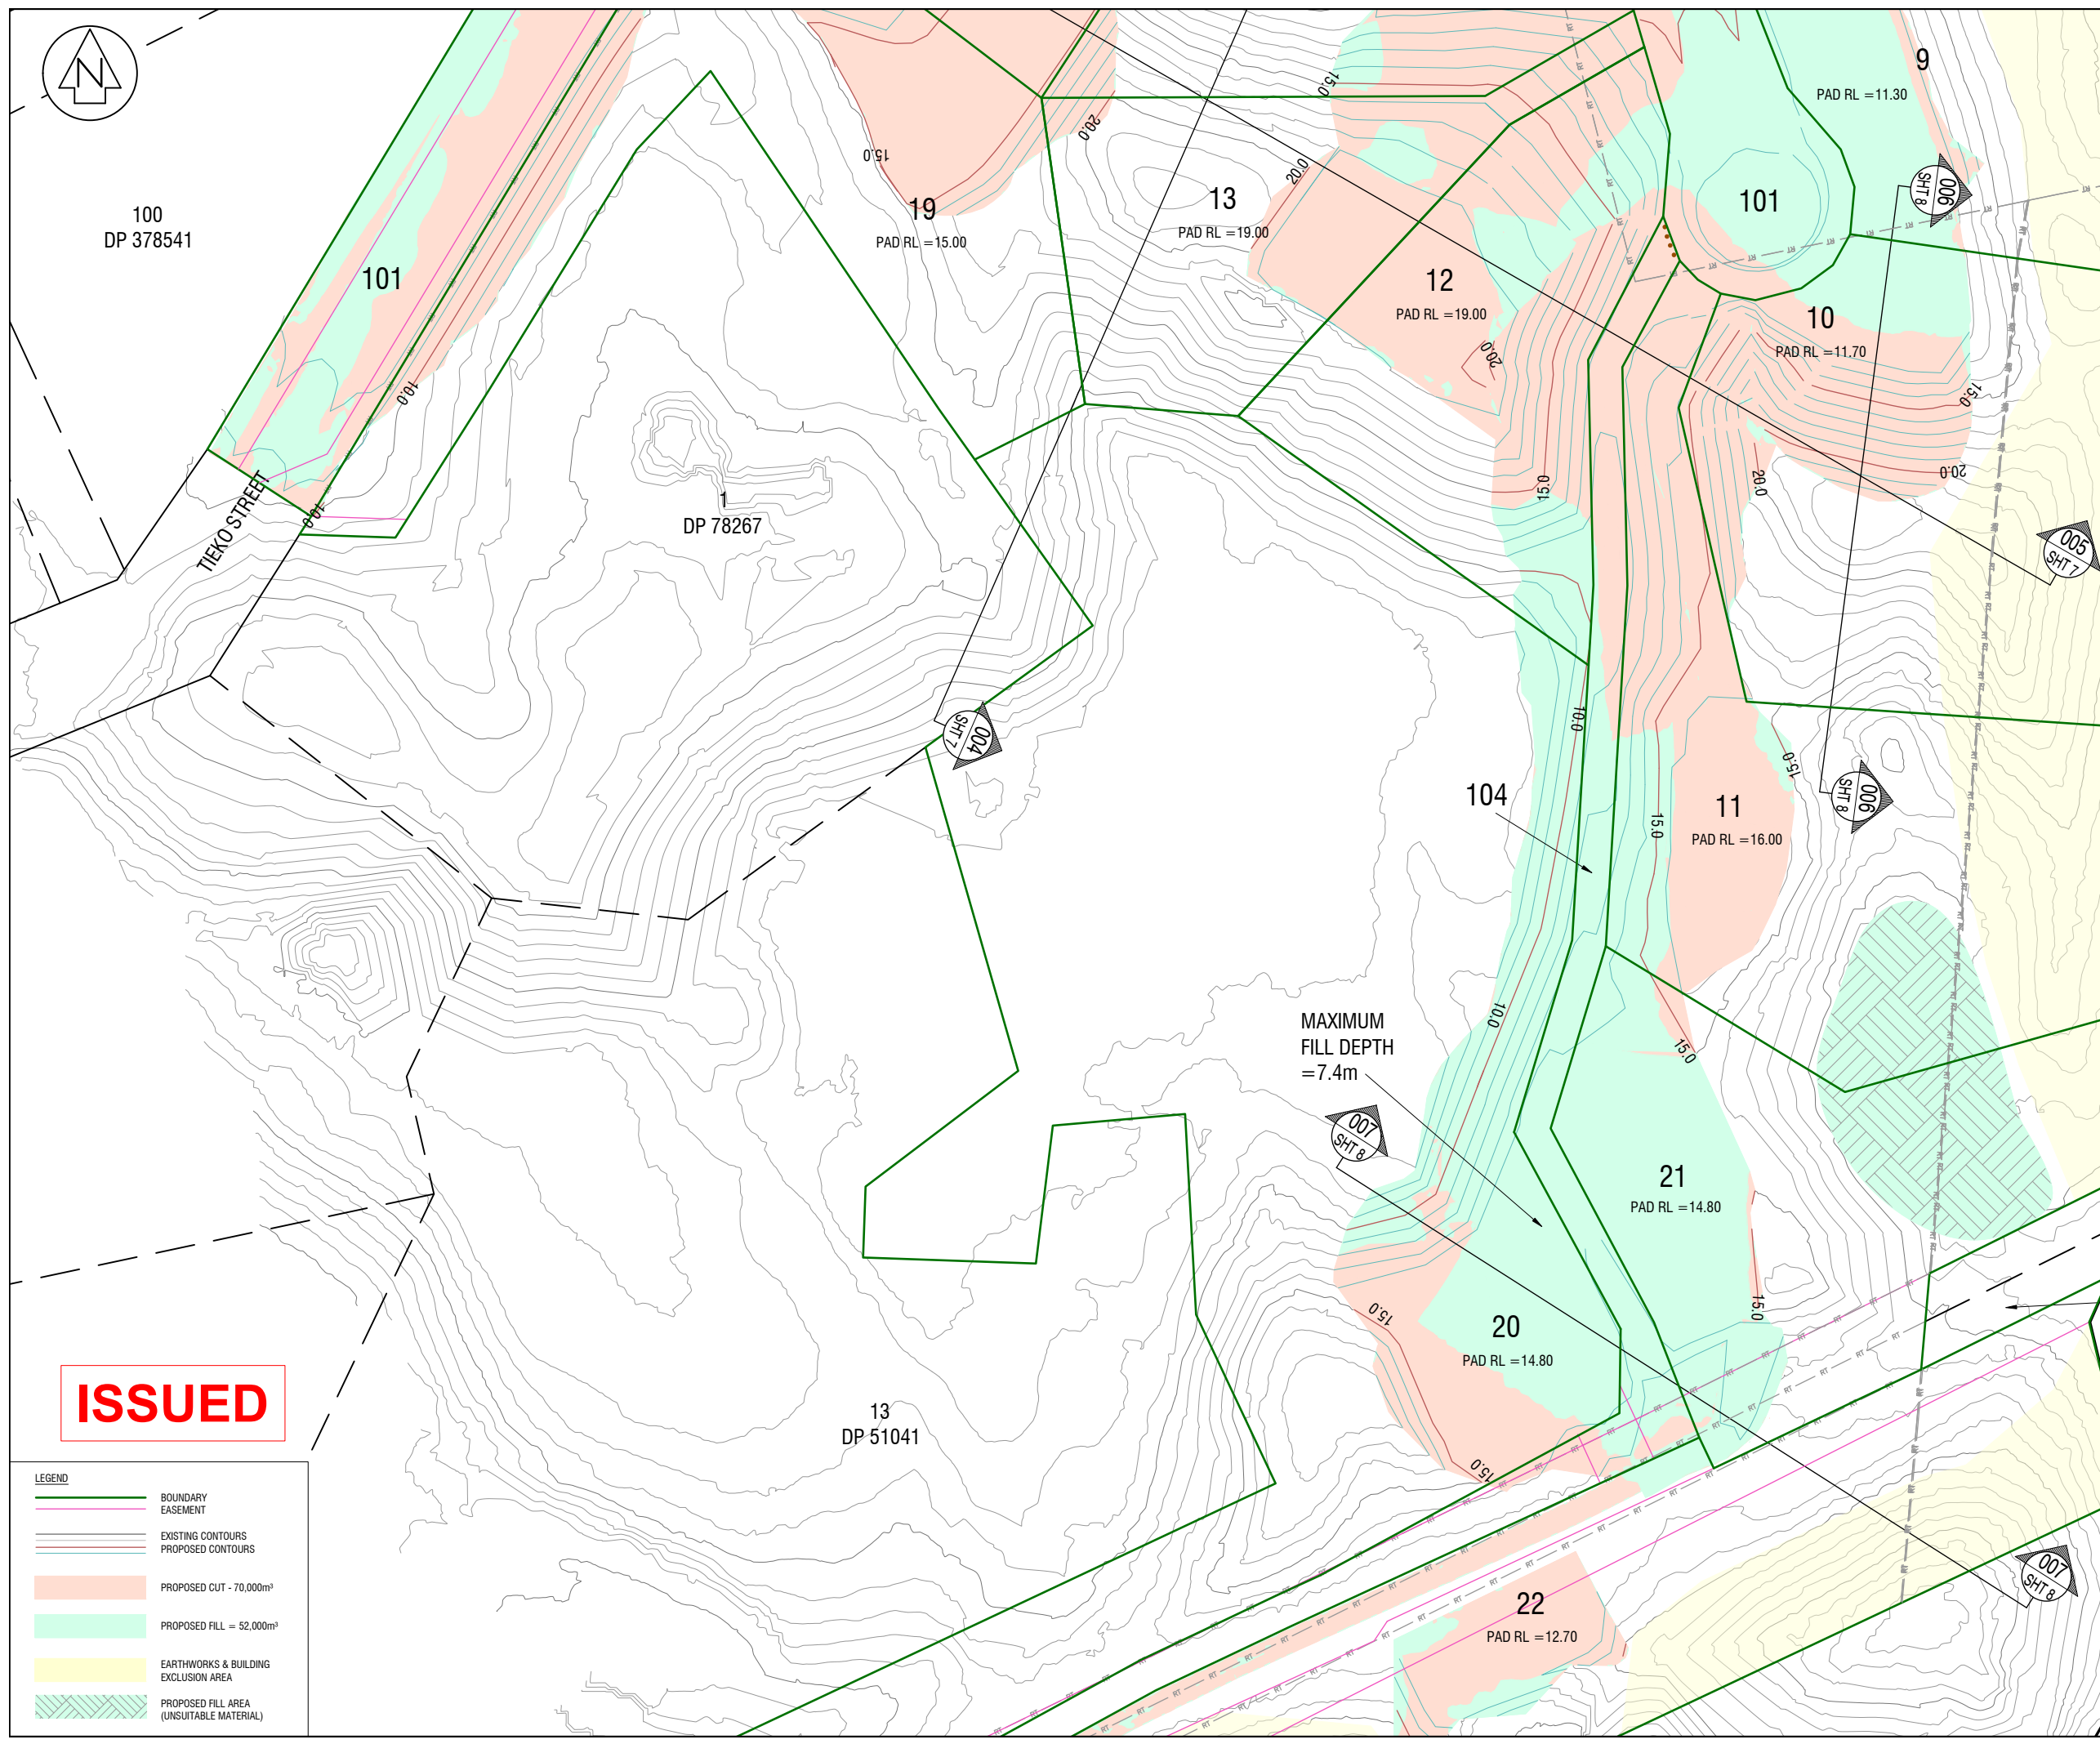 N
9
PAD RL =11.30
15.0
20.0
15.0
20.0
100
DP 378541
101
19
PAD RL =15.00
13
PAD RL =19.00
101
006
SHT 8
12
PAD RL =19.00
20.0
10
PAD RL =11.70
15.0
10.0
20.0
15.0
20.0
TIEKO STREET
10.0
1
DP 78267
005
SHT 7
004
SHT 7
10.0
15.0
104
11
PAD RL =16.00
15.0
006
SHT 8
10.0
15.0
MAXIMUM
FILL DEPTH
=7.4m
007
SHT 8
21
PAD RL =14.80
15.0
15.0
20
PAD RL =14.80
13
DP 51041
15.0
22
PAD RL =12.70
007
SHT 8
RT
ISSUED
LEGEND
BOUNDARY
EASEMENT
EXISTING CONTOURS
PROPOSED CONTOURS
PROPOSED CUT - 70,000m³
PROPOSED FILL = 52,000m³
EARTHWORKS & BUILDING
EXCLUSION AREA
PROPOSED FILL AREA
(UNSUITABLE MATERIAL)